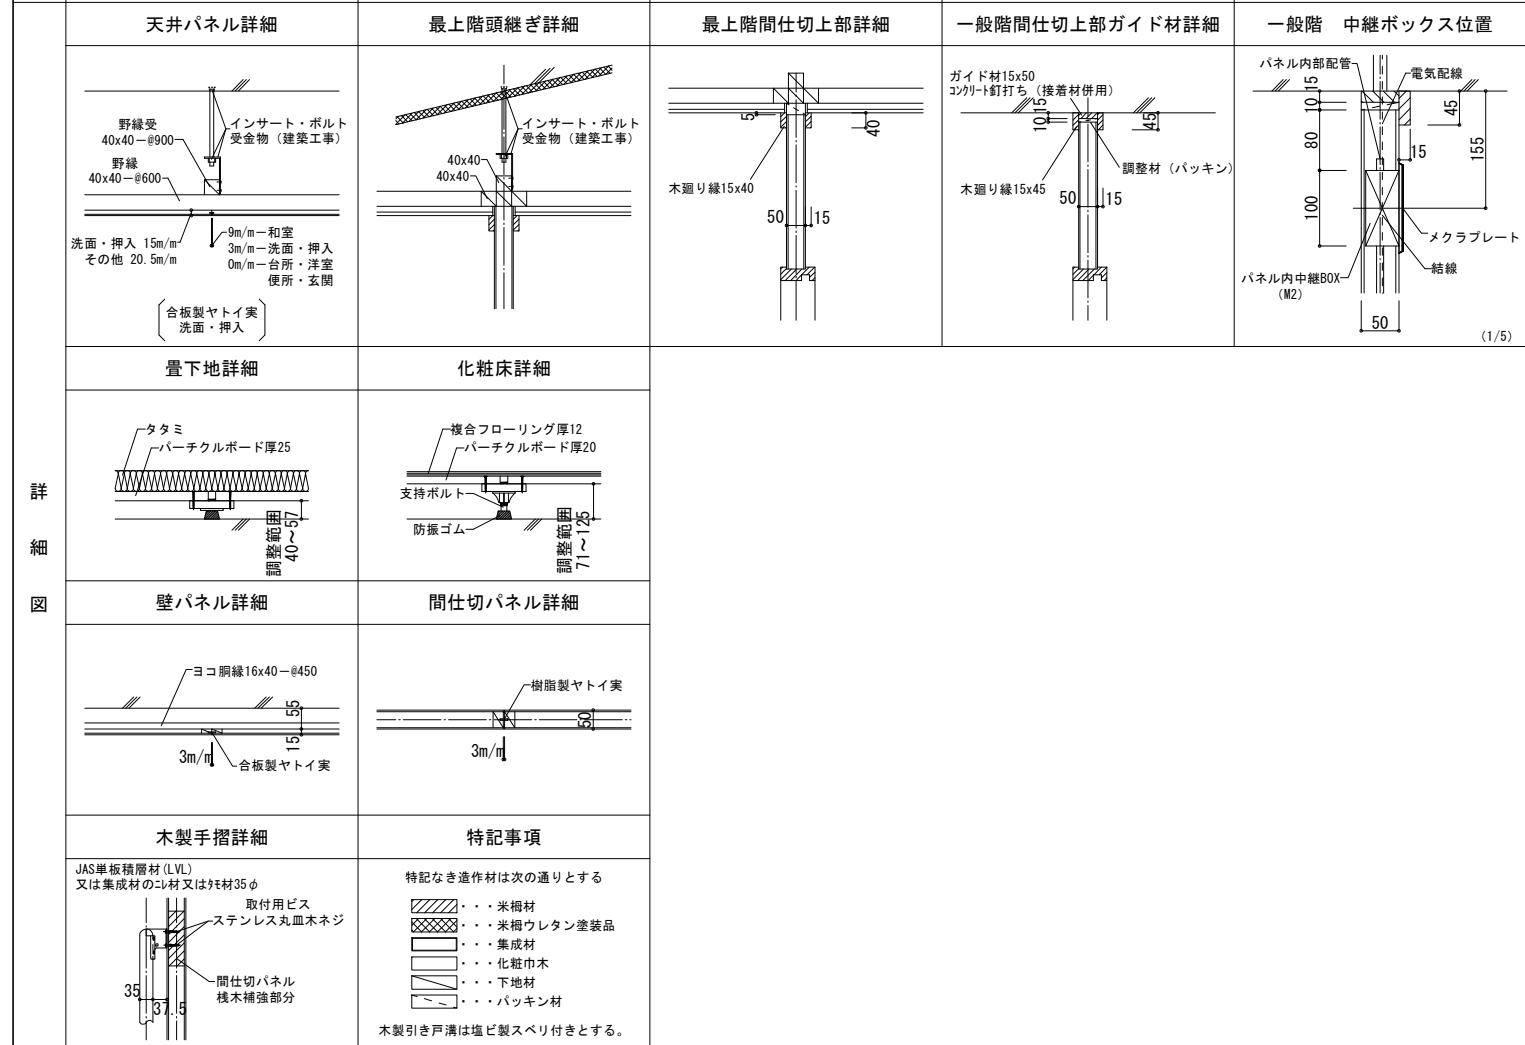 詳細図
天井パネル詳細
野縁受
40x40－@900
野縁
40x40－@600
インサート・ボルト
受金物（建築工事）
洗面・押入 15m/m
その他 20.5m/m
9m/m－和室
3m/m－洗面・押入
0m/m－台所・洋室
便所・玄関
合板製ヤトイ実
洗面・押入
最上階頭継ぎ詳細
インサート・ボルト
受金物（建築工事）
40x40
40x40
最上階間仕切上部詳細
5
40
木廻り縁15x40
50
15
一般階間仕切上部ガイド材詳細
ガイド材15x50
コンクリート釘打ち（接着材併用）
15
10
45
調整材（パッキン）
木廻り縁15x45
50
15
一般階　中継ボックス位置
パネル内部配管
電気配線
15
10
80
100
45
15
155
メクラプレート
結線
パネル内中継BOX
(M2)
50
(1/5)
畳下地詳細
タタミ
パーチクルボード厚25
調整範囲
40～57
化粧床詳細
複合フローリング厚12
パーチクルボード厚20
支持ボルト
防振ゴム
調整範囲
71～125
壁パネル詳細
ヨコ胴縁16x40－@450
55
15
3m/m
合板製ヤトイ実
間仕切パネル詳細
樹脂製ヤトイ実
50
3m/m
木製手摺詳細
JAS単板積層材(LVL)
又は集成材のニレ材又はタモ材35φ
取付用ビス
ステンレス丸皿木ネジ
間仕切パネル
桟木補強部分
35
37.5
特記事項
特記なき造作材は次の通りとする
・・・米栂材
・・・米栂ウレタン塗装品
・・・集成材
・・・化粧巾木
・・・下地材
・・・パッキン材
木製引き戸溝は塩ビ製スベリ付きとする。